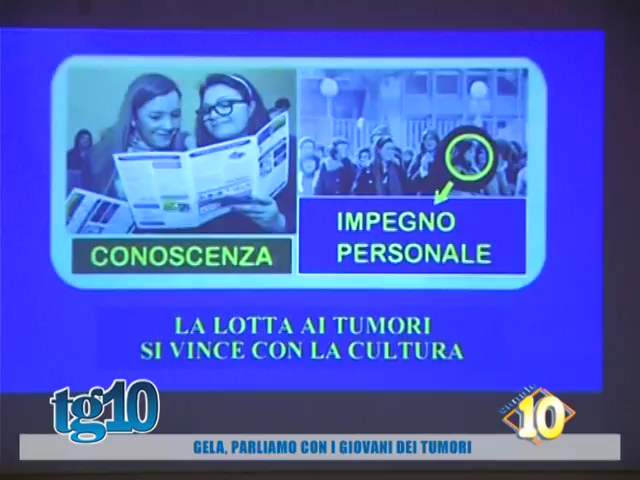 CONOSCENZA
IMPEGNO
PERSONALE
LA LOTTA AI TUMORI
SI VINCE CON LA CULTURA
tg10
canale
10
GELA, PARLIAMO CON I GIOVANI DEI TUMORI